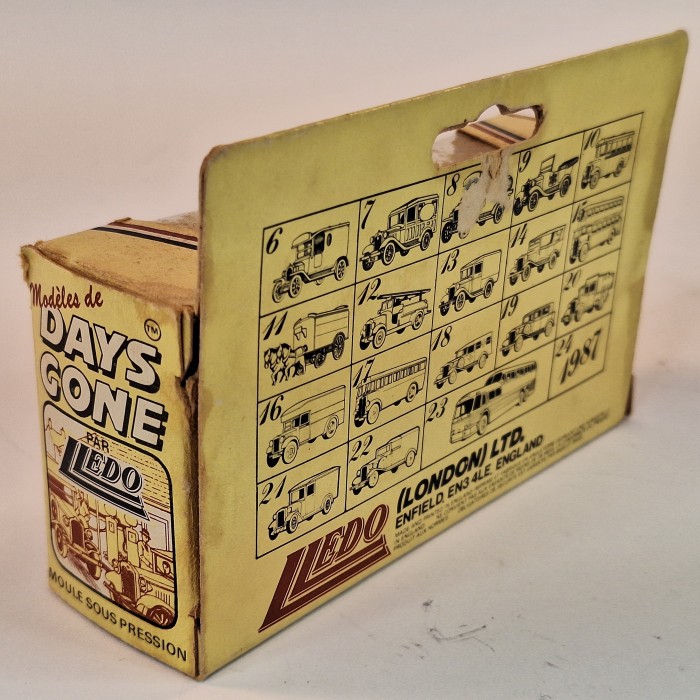 Modèles de
DAYS
GONE
TM
PAR
LLEDO
MOULE SOUS PRESSION
6 7 8 9 10
11 12 13 14 15
16 17 18 19 20
21 22 23 24
1987
LLEDO
(LONDON) LTD.
ENFIELD. EN3 4LE. ENGLAND